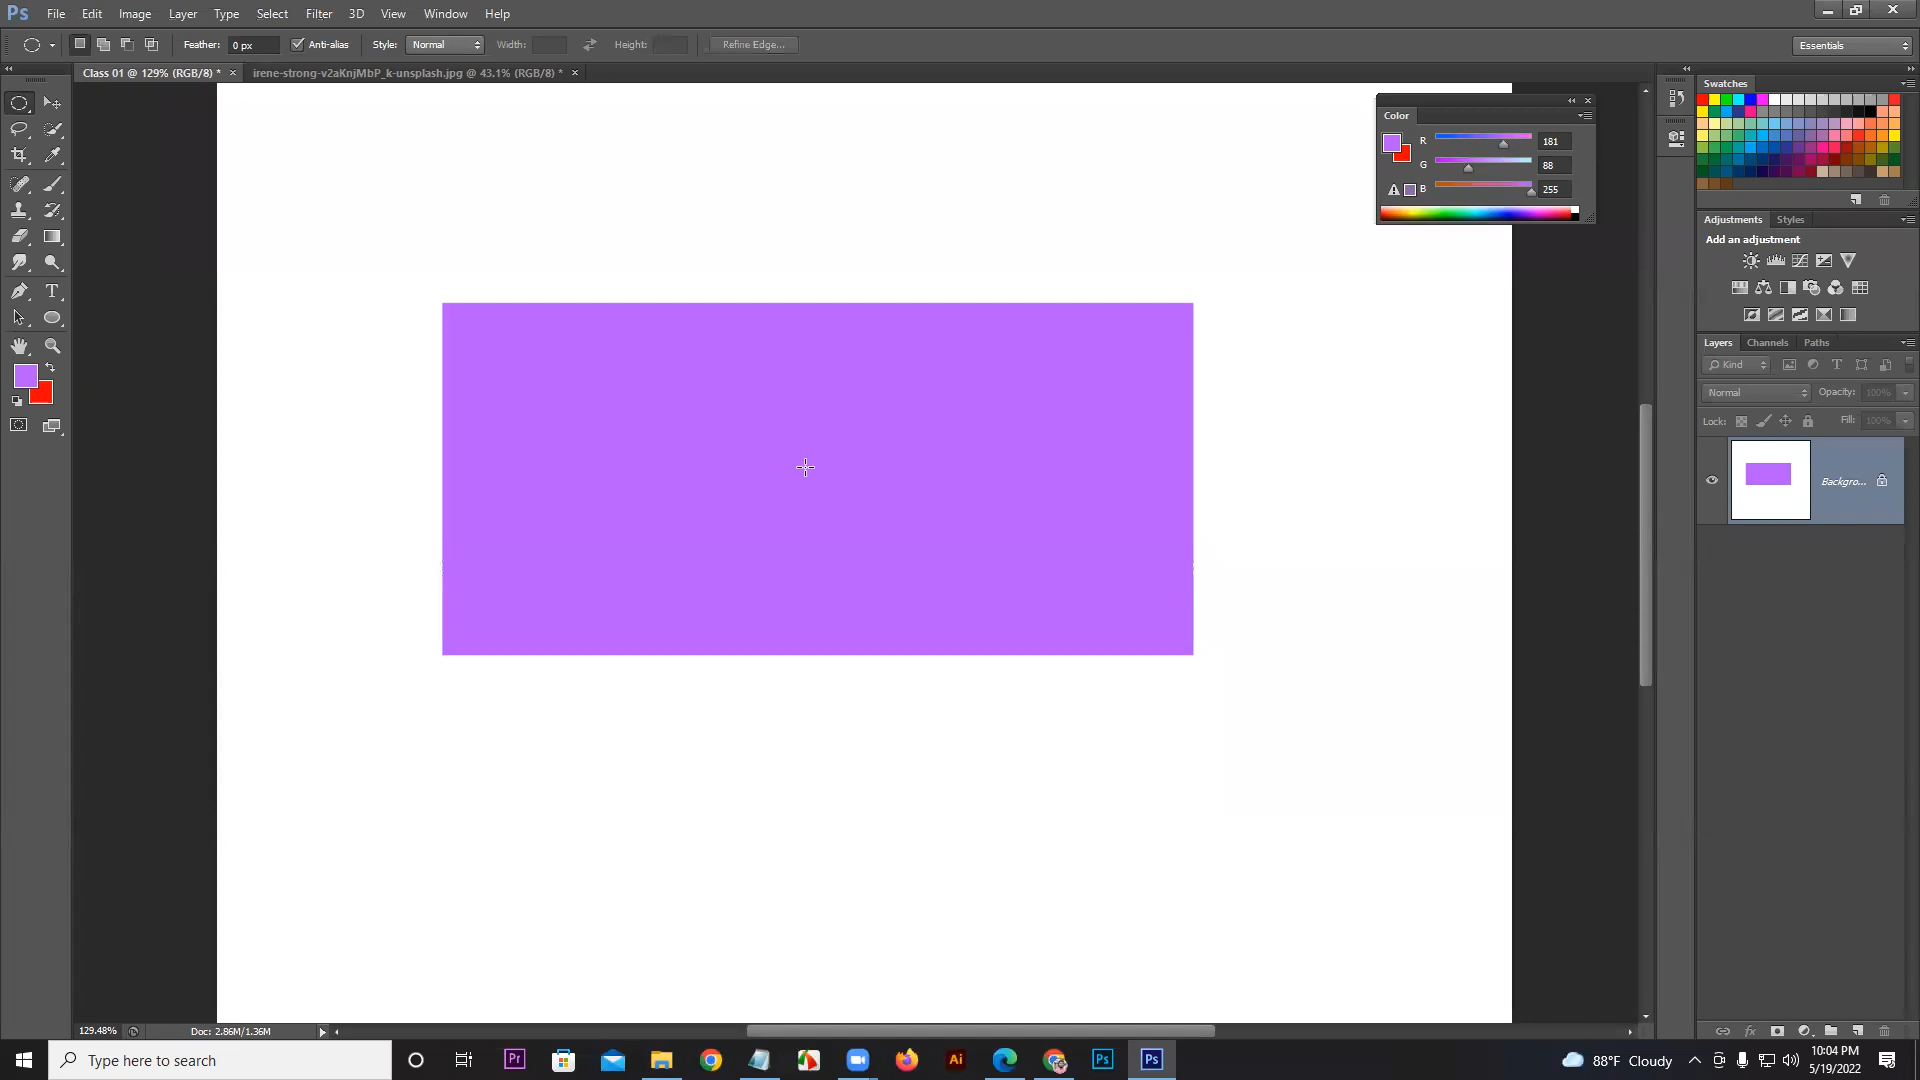 Ps File Edit Image Layer Type Select Filter 3D View Window Help
Feather: 0 px Anti-alias Style: Normal Width: Height: Refine Edge... Essentials
Class 01 @ 129% (RGB/8) * × irene-strong-v2aKnjMbP_k-unsplash.jpg @ 43.1% (RGB/8) * ×
Swatches
Color
R 181
G 88
B 255
Adjustments Styles
Add an adjustment
Layers Channels Paths
Kind
Normal Opacity: 100%
Lock: Fill: 100%
Backgro...
129.48% Doc: 2.86M/1.36M
Type here to search
Pr Ai Ps Ps
88°F Cloudy
10:04 PM
5/19/2022